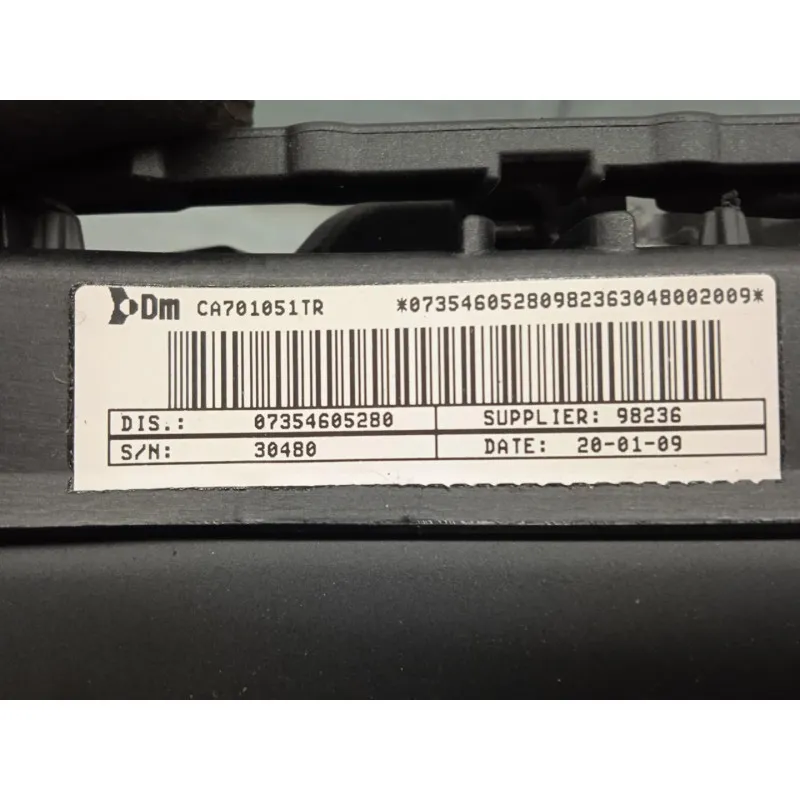 Dm CA701051TR *07354605280982363048002009*
DIS.: 07354605280 SUPPLIER: 98236
S/N: 30480 DATE: 20-01-09